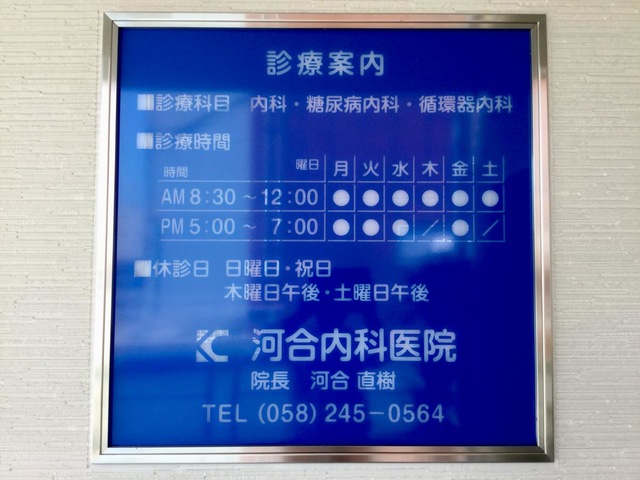 診療案内
■診療科目 内科・糖尿病内科・循環器内科
■診療時間
時間 曜日 月 火 水 木 金 土
AM 8:30 ～ 12:00 ● ● ● ● ● ●
PM 5:00 ～ 7:00 ● ● ● ／ ● ／
■休診日 日曜日・祝日
木曜日午後・土曜日午後
KC 河合内科医院
院長 河合 直樹
TEL (058) 245-0564